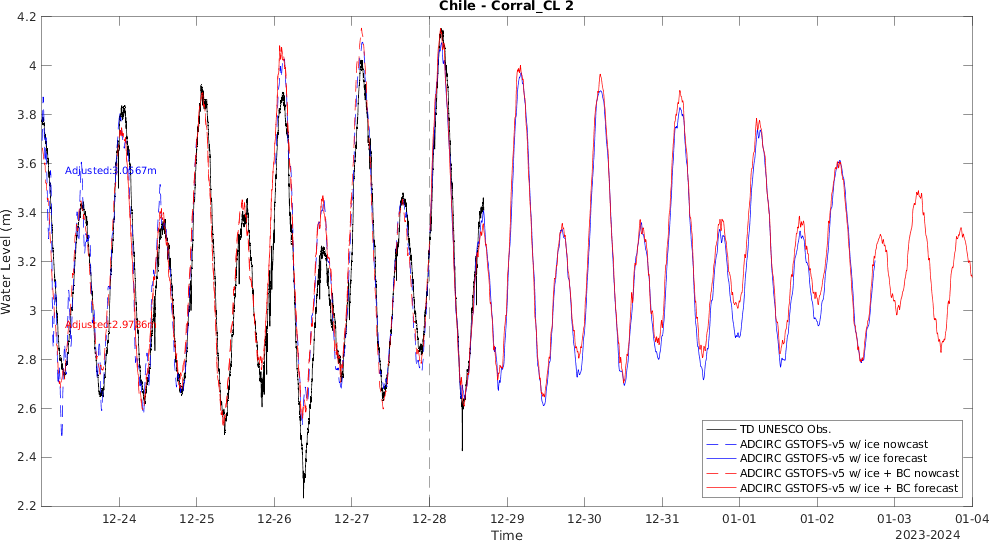 Chile - Corral_CL 2
Water Level (m)
4.2
4
3.8
3.6
3.4
3.2
3
2.8
2.6
2.4
2.2
Adjusted:3.0567m
Adjusted:2.9786m
TD UNESCO Obs.
ADCIRC GSTOFS-v5 w/ ice nowcast
ADCIRC GSTOFS-v5 w/ ice forecast
ADCIRC GSTOFS-v5 w/ ice + BC nowcast
ADCIRC GSTOFS-v5 w/ ice + BC forecast
12-24 12-25 12-26 12-27 12-28 12-29 12-30 12-31 01-01 01-02 01-03 01-04
Time
2023-2024